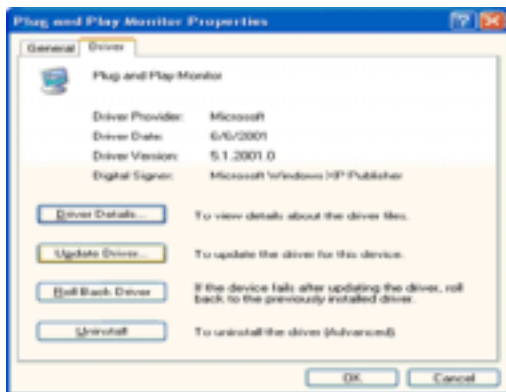 Plug and Play Monitor Properties
General Driver
Plug and Play Monitor
Driver Provider: Microsoft
Driver Date: 6/6/2001
Driver Version: 5.1.2001.0
Digital Signer: Microsoft Windows XP Publisher
Driver Details... To view details about the driver files.
Update Driver... To update the driver for this device.
Roll Back Driver If the device fails after updating the driver, roll
back to the previously installed driver.
Uninstall To uninstall the driver (Advanced).
OK Cancel